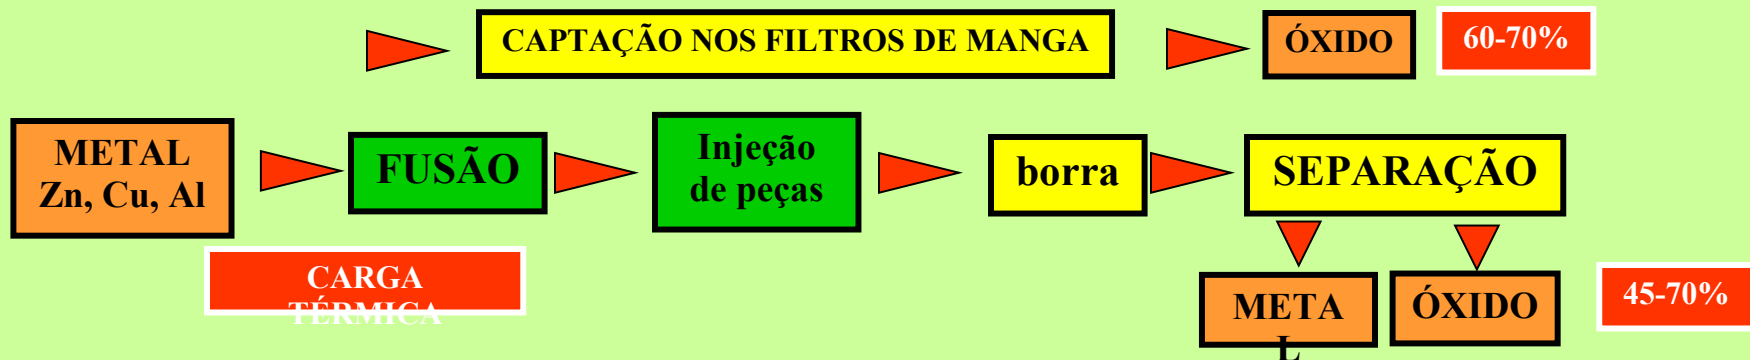 CAPTAÇÃO NOS FILTROS DE MANGA
ÓXIDO
60-70%
METAL
Zn, Cu, Al
FUSÃO
Injeção
de peças
borra
SEPARAÇÃO
CARGA
TÉRMICA
META
L
ÓXIDO
45-70%